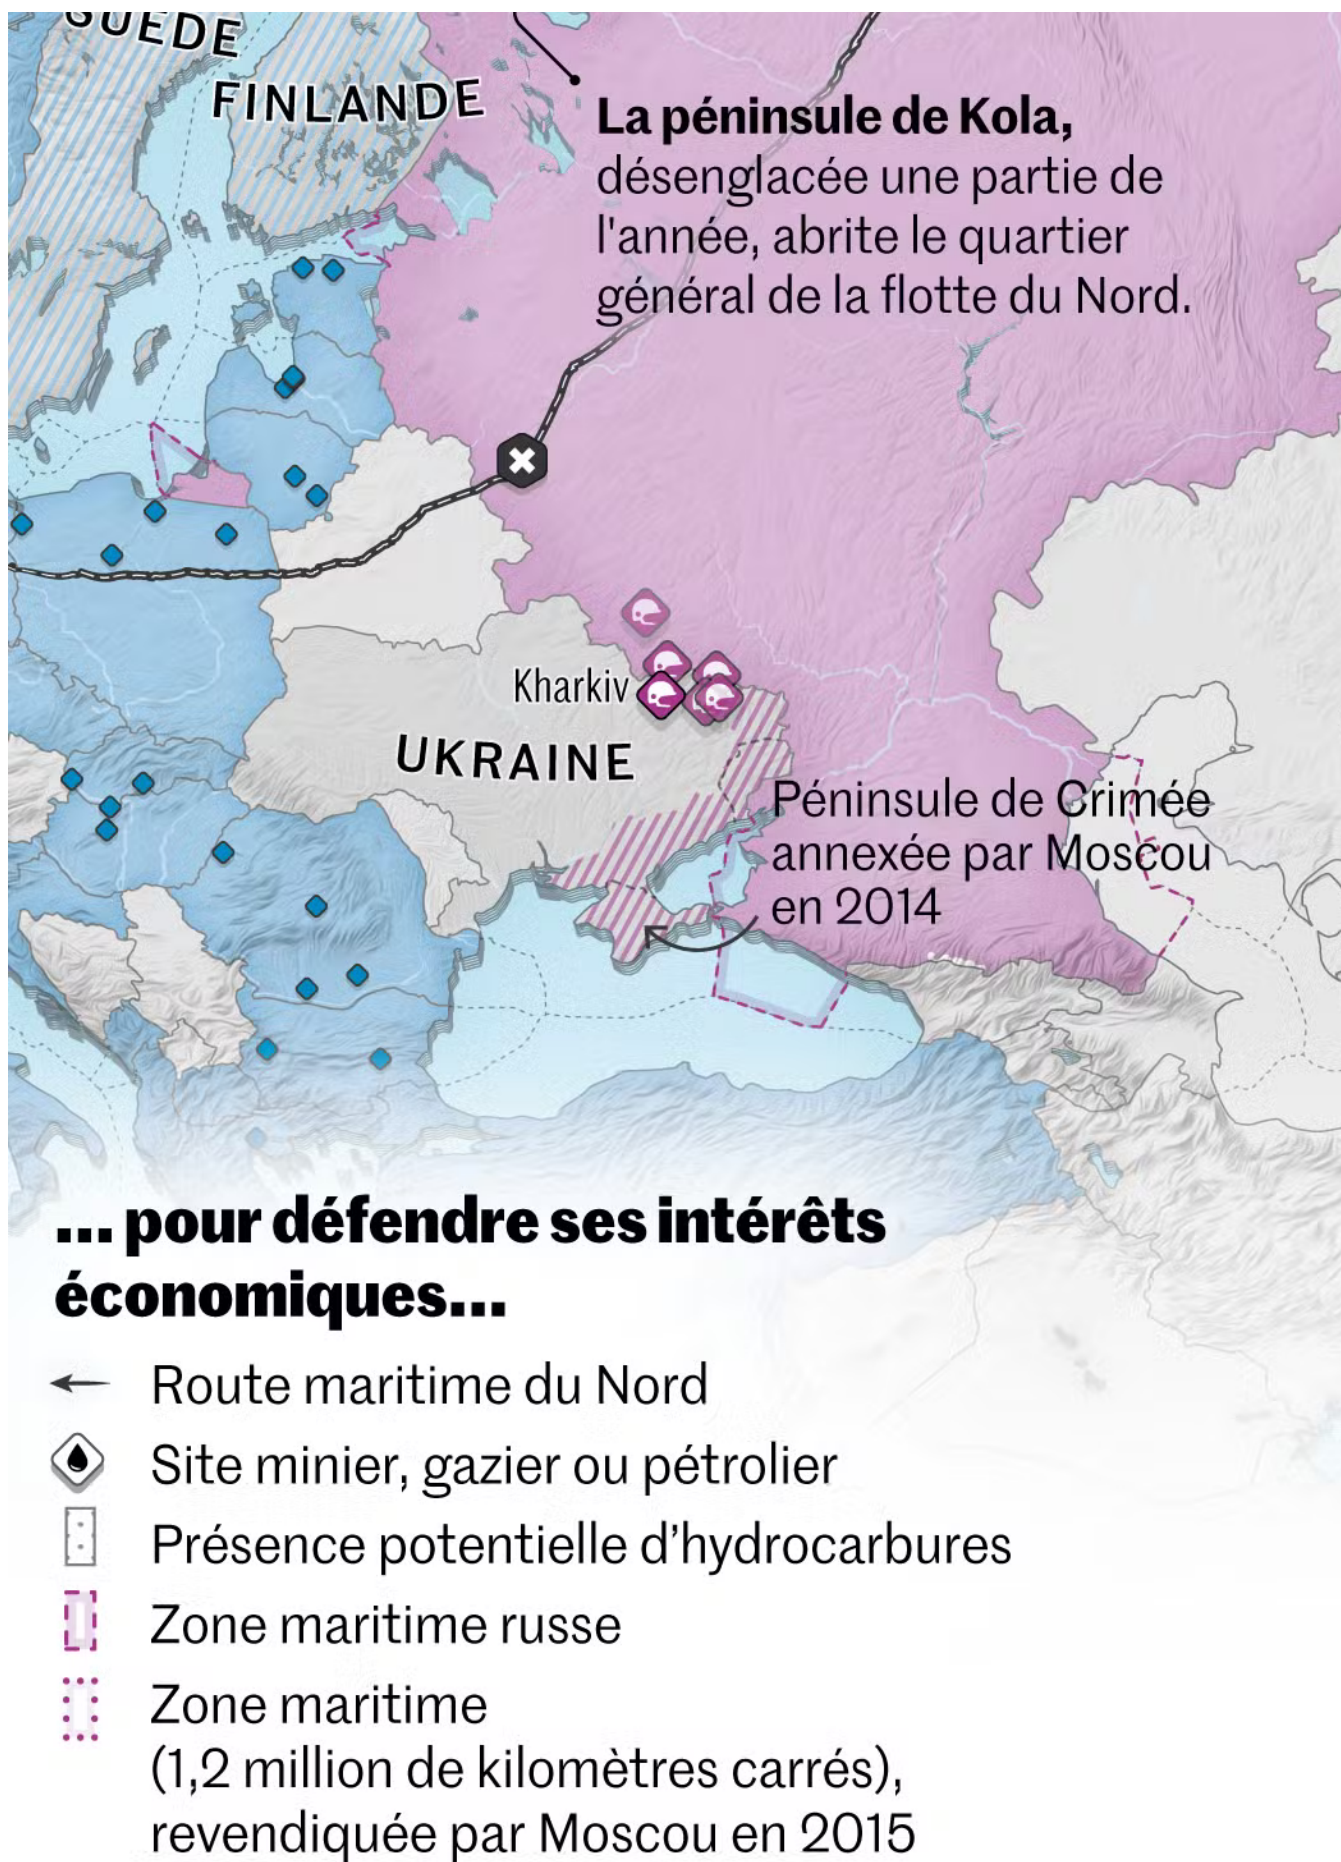 SUÈDE
FINLANDE
La péninsule de Kola,
désenglacée une partie de
l'année, abrite le quartier
général de la flotte du Nord.
Kharkiv
UKRAINE
Péninsule de Crimée
annexée par Moscou
en 2014
... pour défendre ses intérêts
économiques...
Route maritime du Nord
Site minier, gazier ou pétrolier
Présence potentielle d’hydrocarbures
Zone maritime russe
Zone maritime
(1,2 million de kilomètres carrés),
revendiquée par Moscou en 2015